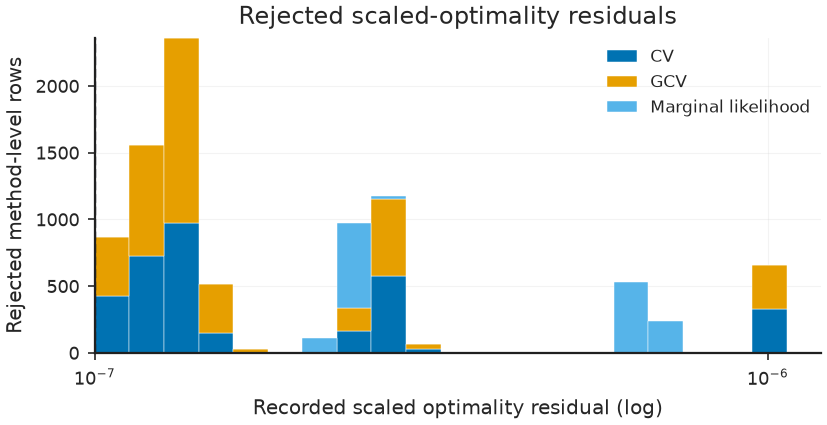 Rejected scaled-optimality residuals
CV
GCV
Marginal likelihood
Rejected method-level rows
2000
1500
1000
500
0
10⁻⁷
10⁻⁶
Recorded scaled optimality residual (log)